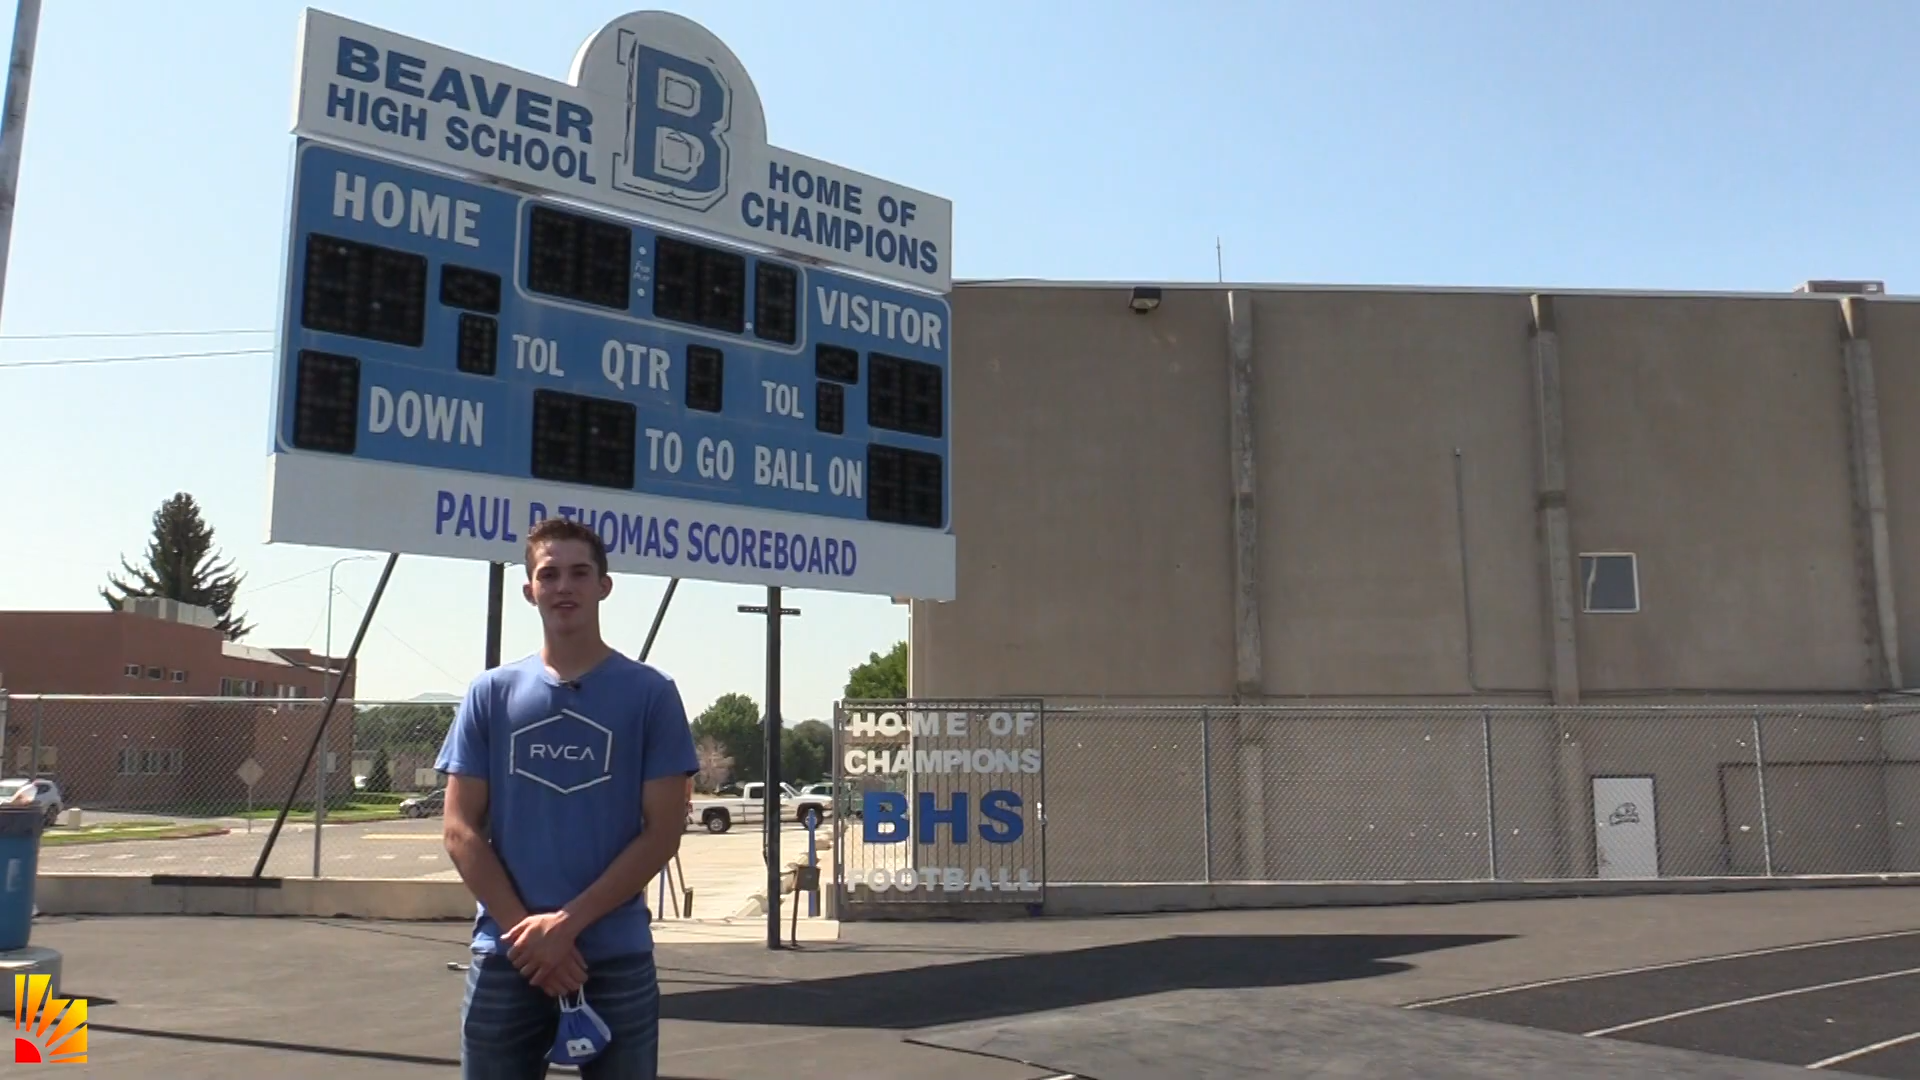 BEAVER
HIGH SCHOOL
B
HOME OF
CHAMPIONS
HOME
VISITOR
TOL QTR TOL
DOWN TO GO BALL ON
PAUL THOMAS SCOREBOARD
RVCA
HOME OF
CHAMPIONS
BHS
FOOTBALL
B